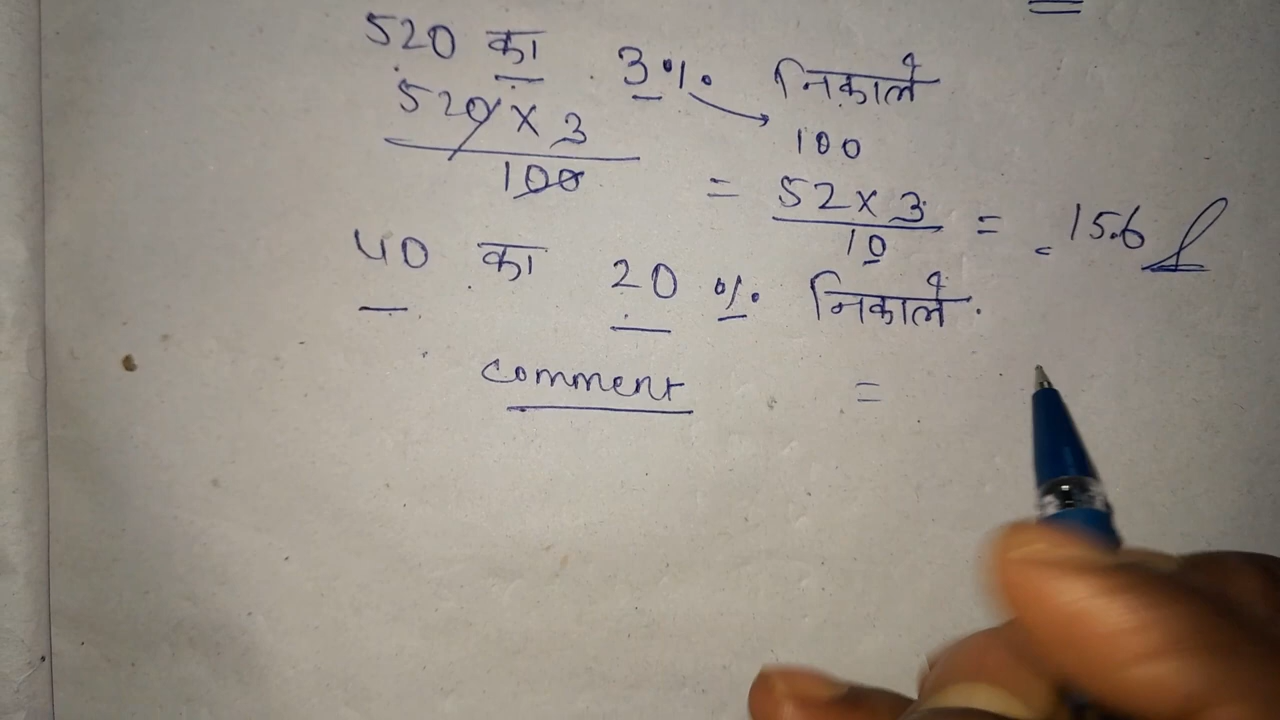 520 का 3% निकाले
520 x 3 100
100 = 52 x 3 = 15.6
10
40 का 20 % निकाले.
comment =